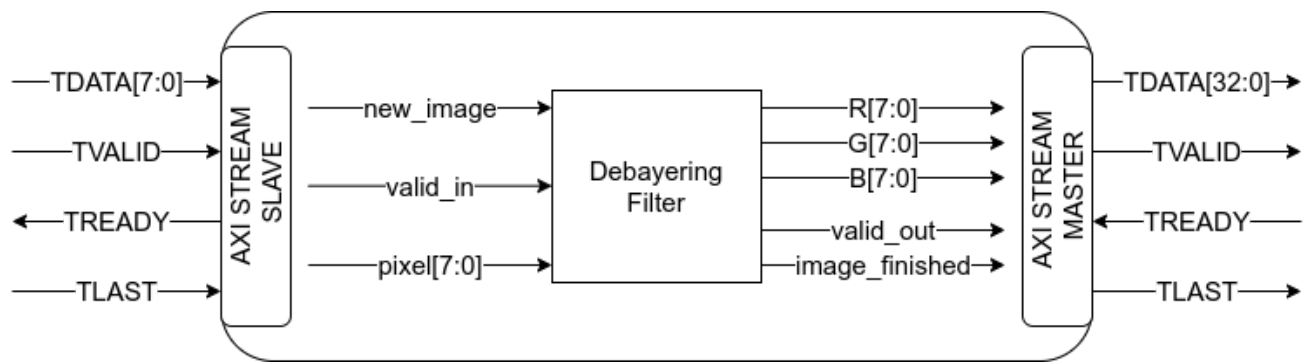 TDATA[7:0]
TVALID
TREADY
TLAST
AXI STREAM
SLAVE
new_image
valid_in
pixel[7:0]
Debayering
Filter
R[7:0]
G[7:0]
B[7:0]
valid_out
image_finished
AXI STREAM
MASTER
TDATA[32:0]
TVALID
TREADY
TLAST